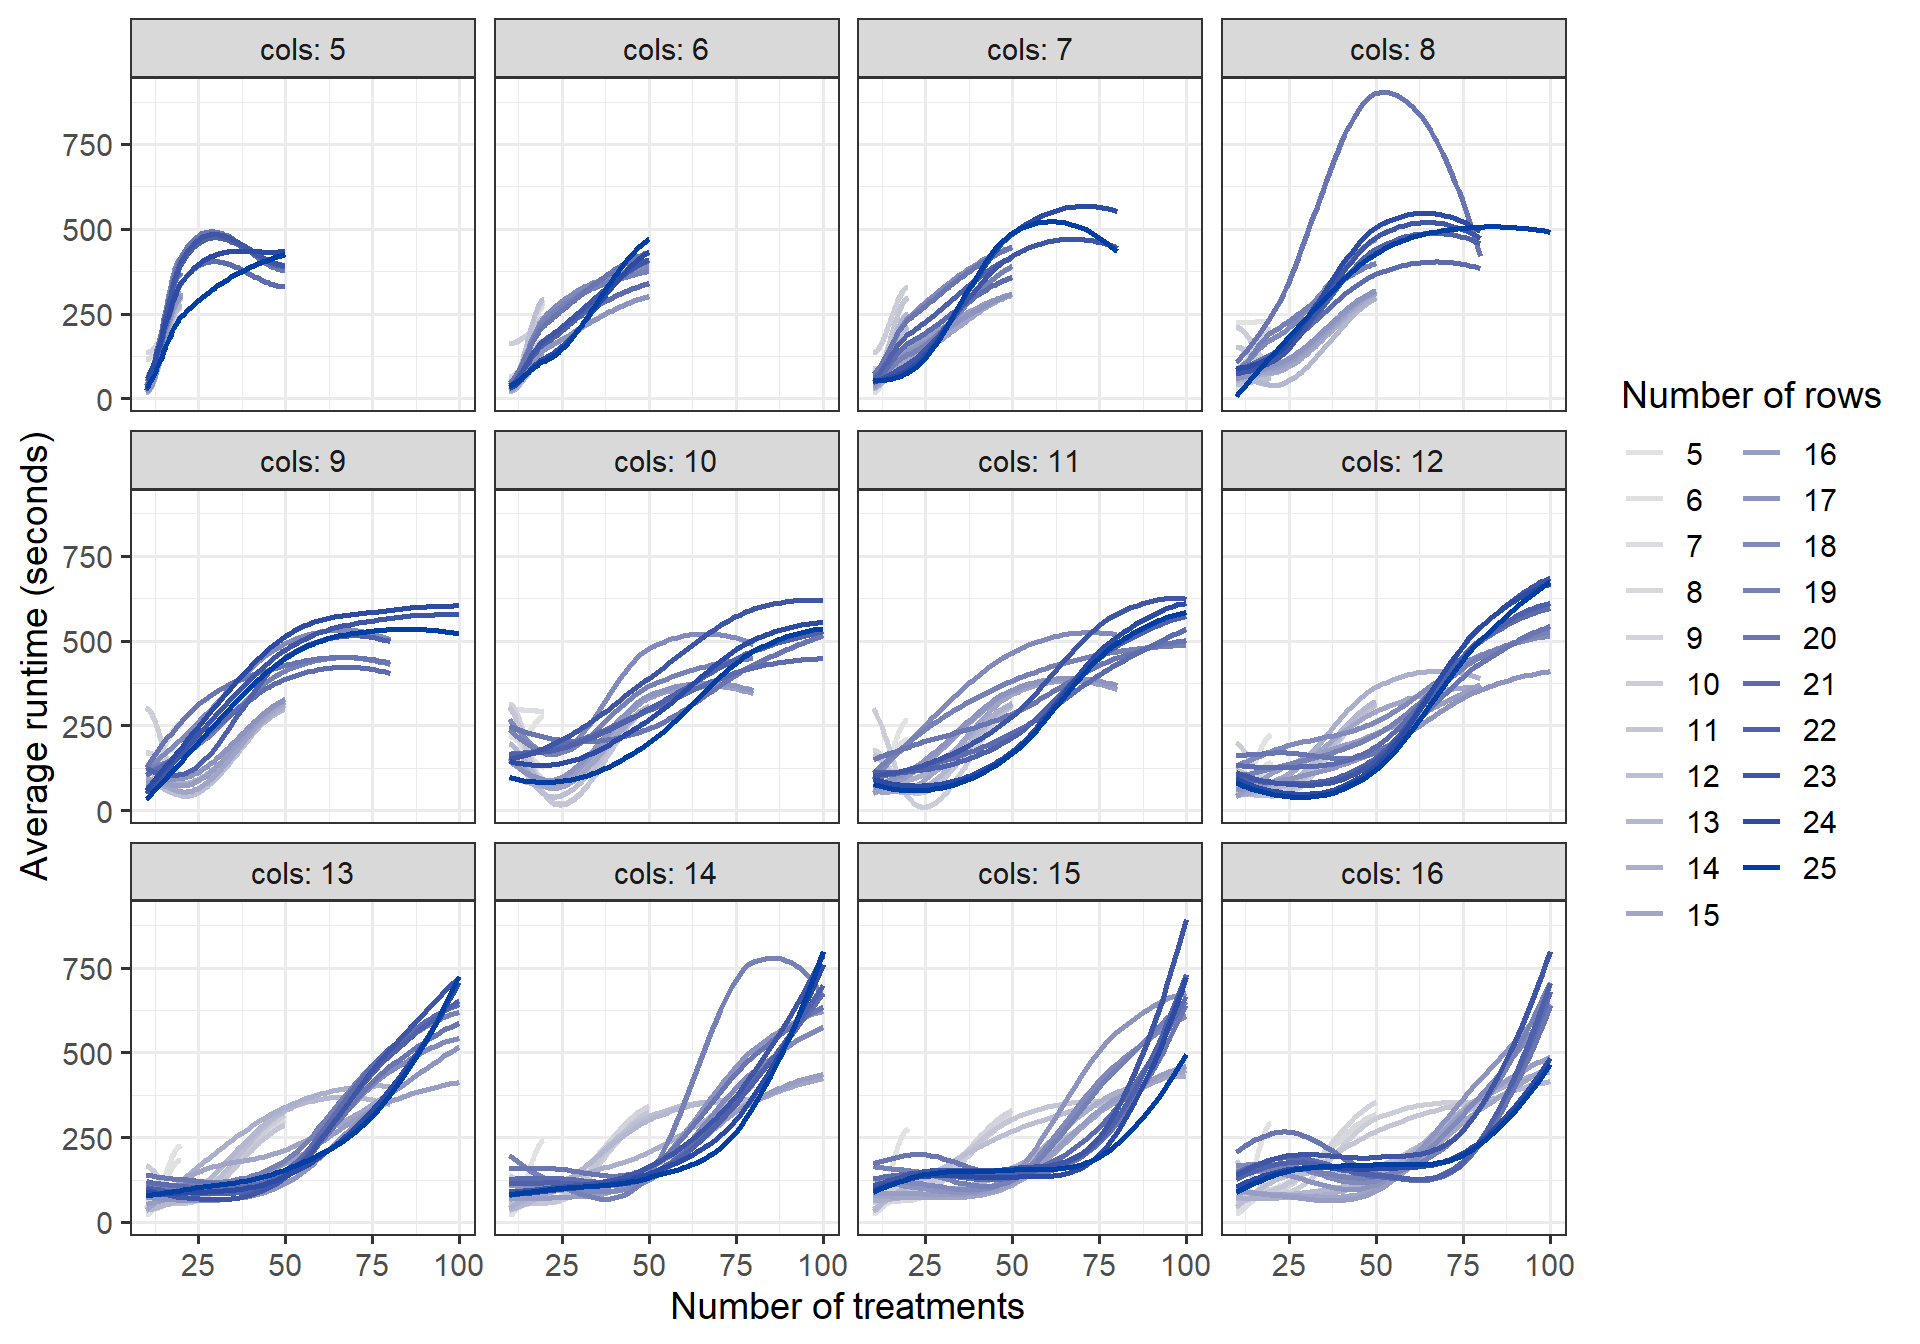 cols: 5
cols: 6
cols: 7
cols: 8
750
500
250
0
cols: 9
cols: 10
cols: 11
cols: 12
750
500
250
0
cols: 13
cols: 14
cols: 15
cols: 16
750
500
250
0
25 50 75 100
25 50 75 100
25 50 75 100
25 50 75 100
Number of treatments
Average runtime (seconds)
Number of rows
5
6
7
8
9
10
11
12
13
14
15
16
17
18
19
20
21
22
23
24
25